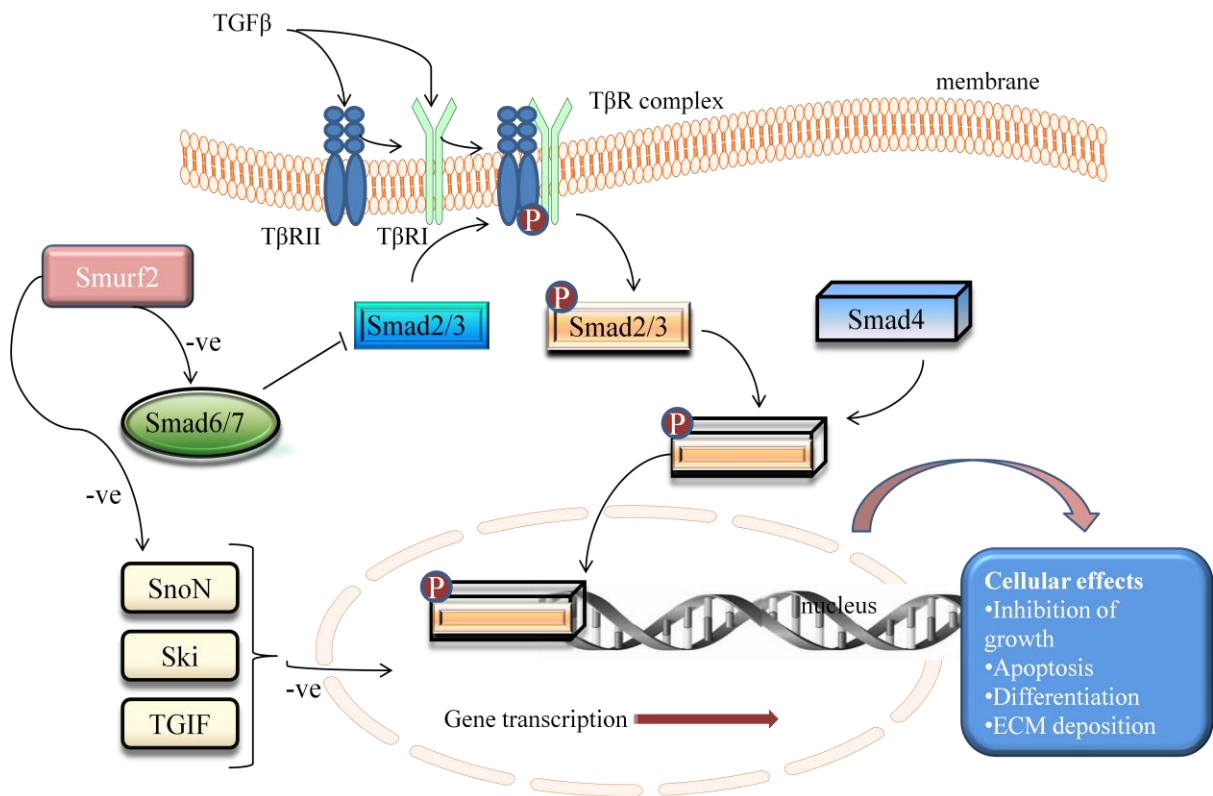 TGFβ
membrane
TβR complex
P
TβRII
TβRI
Smurf2
P
Smad2/3
Smad2/3
Smad4
-ve
Smad6/7
P
-ve
SnoN
Ski
TGIF
-ve
P
nucleus
Gene transcription
Cellular effects
•Inhibition of
growth
•Apoptosis
•Differentiation
•ECM deposition